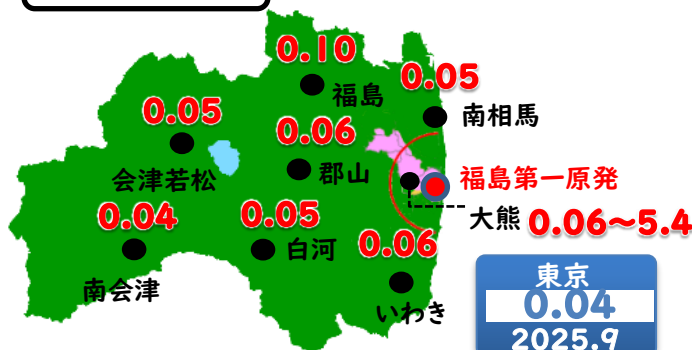 0.10
福島
0.05
南相馬
0.05
会津若松
0.06
郡山
福島第一原発
大熊 0.06～5.4
0.04
南会津
0.05
白河
0.06
いわき
東京
0.04
2025.9